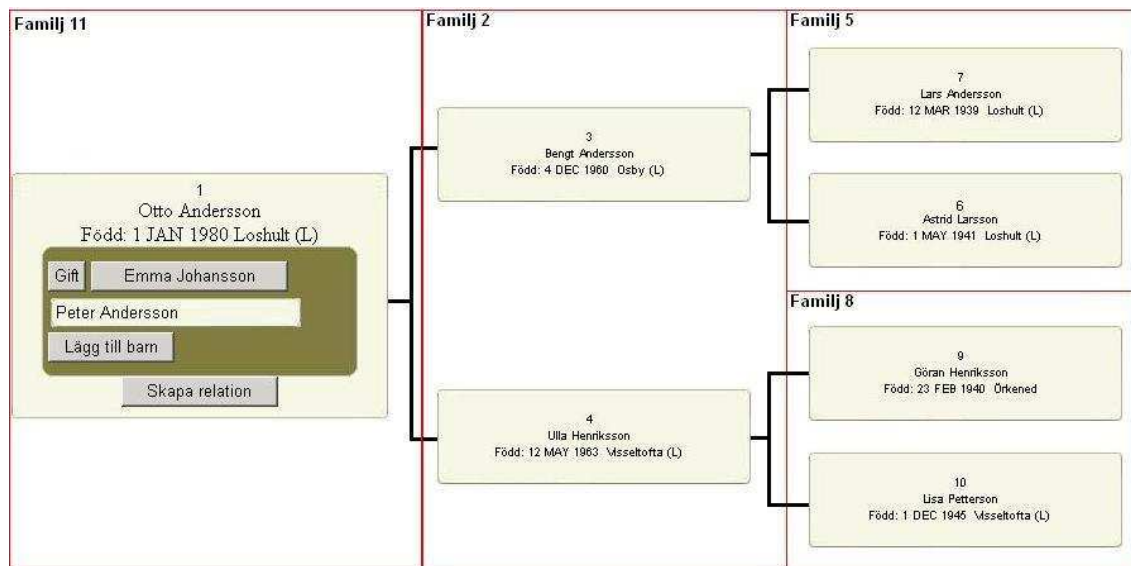 Familj 11
1
Otto Andersson
Född: 1 JAN 1980 Loshult (L)
Gift
Emma Johansson
Peter Andersson
Lägg till barn
Skapa relation
Familj 2
3
Bengt Andersson
Född: 4 DEC 1960 Osby (L)
4
Ulla Henriksson
Född: 12 MAY 1963 Visseltofta (L)
Familj 5
7
Lars Andersson
Född: 12 MAR 1939 Loshult (L)
6
Astrid Larsson
Född: 1 MAY 1941 Loshult (L)
Familj 8
9
Göran Henriksson
Född: 23 FEB 1940 Örkened
10
Lisa Petterson
Född: 1 DEC 1945 Visseltofta (L)